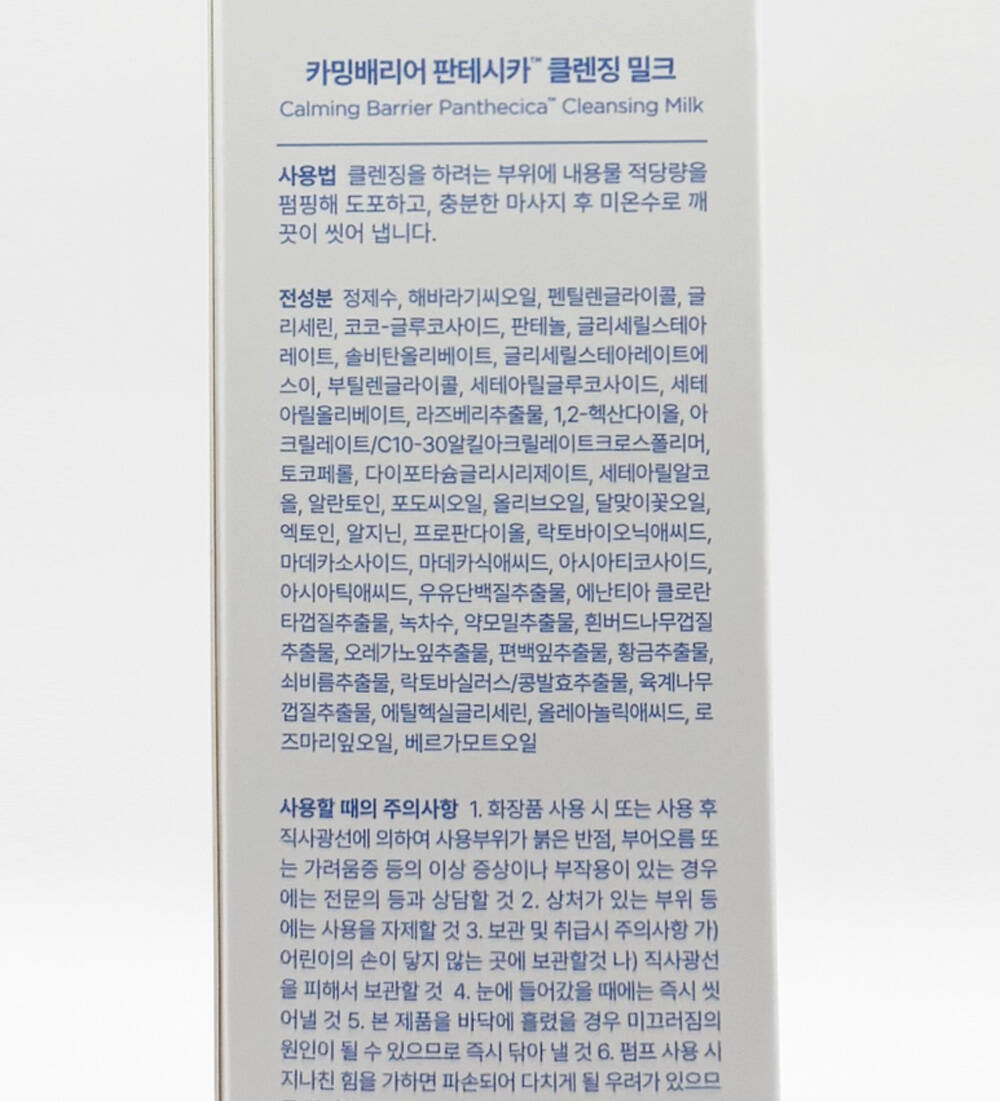 카밍배리어 판테시카™ 클렌징 밀크
Calming Barrier Panthecica™ Cleansing Milk
사용법 클렌징을 하려는 부위에 내용물 적당량을
펌핑해 도포하고, 충분한 마사지 후 미온수로 깨
끗이 씻어 냅니다.
전성분 정제수, 해바라기씨오일, 펜틸렌글라이콜, 글
리세린, 코코-글루코사이드, 판테놀, 글리세릴스테아
레이트, 솔비탄올리베이트, 글리세릴스테아레이트에
스이, 부틸렌글라이콜, 세테아릴글루코사이드, 세테
아릴올리베이트, 라즈베리추출물, 1,2-헥산다이올, 아
크릴레이트/C10-30알킬아크릴레이트크로스폴리머,
토코페롤, 다이포타슘글리시리제이트, 세테아릴알코
올, 알란토인, 포도씨오일, 올리브오일, 달맞이꽃오일,
엑토인, 알지닌, 프로판다이올, 락토바이오닉애씨드,
마데카소사이드, 마데카식애씨드, 아시아티코사이드,
아시아틱애씨드, 우유단백질추출물, 에난티아 클로란
타껍질추출물, 녹차수, 약모밀추출물, 흰버드나무껍질
추출물, 오레가노잎추출물, 편백잎추출물, 황금추출물,
쇠비름추출물, 락토바실러스/콩발효추출물, 육계나무
껍질추출물, 에틸헥실글리세린, 올레아놀릭애씨드, 로
즈마리잎오일, 베르가모트오일
사용할 때의 주의사항 1. 화장품 사용 시 또는 사용 후
직사광선에 의하여 사용부위가 붉은 반점, 부어오름 또
는 가려움증 등의 이상 증상이나 부작용이 있는 경우
에는 전문의 등과 상담할 것 2. 상처가 있는 부위 등
에는 사용을 자제할 것 3. 보관 및 취급시 주의사항 가)
어린이의 손이 닿지 않는 곳에 보관할것 나) 직사광선
을 피해서 보관할 것 4. 눈에 들어갔을 때에는 즉시 씻
어낼 것 5. 본 제품을 바닥에 흘렸을 경우 미끄러짐의
원인이 될 수 있으므로 즉시 닦아 낼 것 6. 펌프 사용 시
지나친 힘을 가하면 파손되어 다치게 될 우려가 있으므